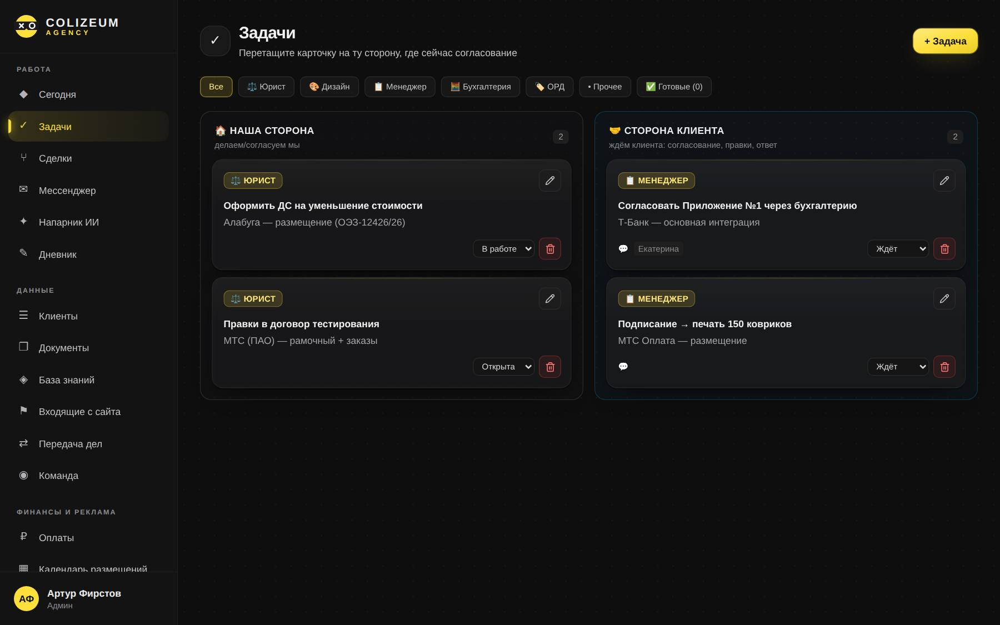 COLIZEUM
AGENCY
РАБОТА
◆ Сегодня
✓ Задачи
⑂ Сделки
✉ Мессенджер
✦ Напарник ИИ
✎ Дневник
ДАННЫЕ
☰ Клиенты
❐ Документы
◈ База знаний
⚑ Входящие с сайта
⇄ Передача дел
◉ Команда
ФИНАНСЫ И РЕКЛАМА
₽ Оплаты
▦ Календарь размещений
АФ
Артур Фирстов
Админ
✓
Задачи
Перетащите карточку на ту сторону, где сейчас согласование
+ Задача
Все
⚖️ Юрист
🎨 Дизайн
📋 Менеджер
🧮 Бухгалтерия
🏷️ ОРД
• Прочее
✅ Готовые (0)
🏠 НАША СТОРОНА
делаем/согласуем мы
2
⚖️ ЮРИСТ
Оформить ДС на уменьшение стоимости
Алабуга — размещение (ОЭЗ-12426/26)
В работе
⚖️ ЮРИСТ
Правки в договор тестирования
МТС (ПАО) — рамочный + заказы
Открыта
🤝 СТОРОНА КЛИЕНТА
ждём клиента: согласование, правки, ответ
2
📋 МЕНЕДЖЕР
Согласовать Приложение №1 через бухгалтерию
Т-Банк — основная интеграция
💬 Екатерина
Ждёт
📋 МЕНЕДЖЕР
Подписание → печать 150 ковриков
МТС Оплата — размещение
💬
Ждёт